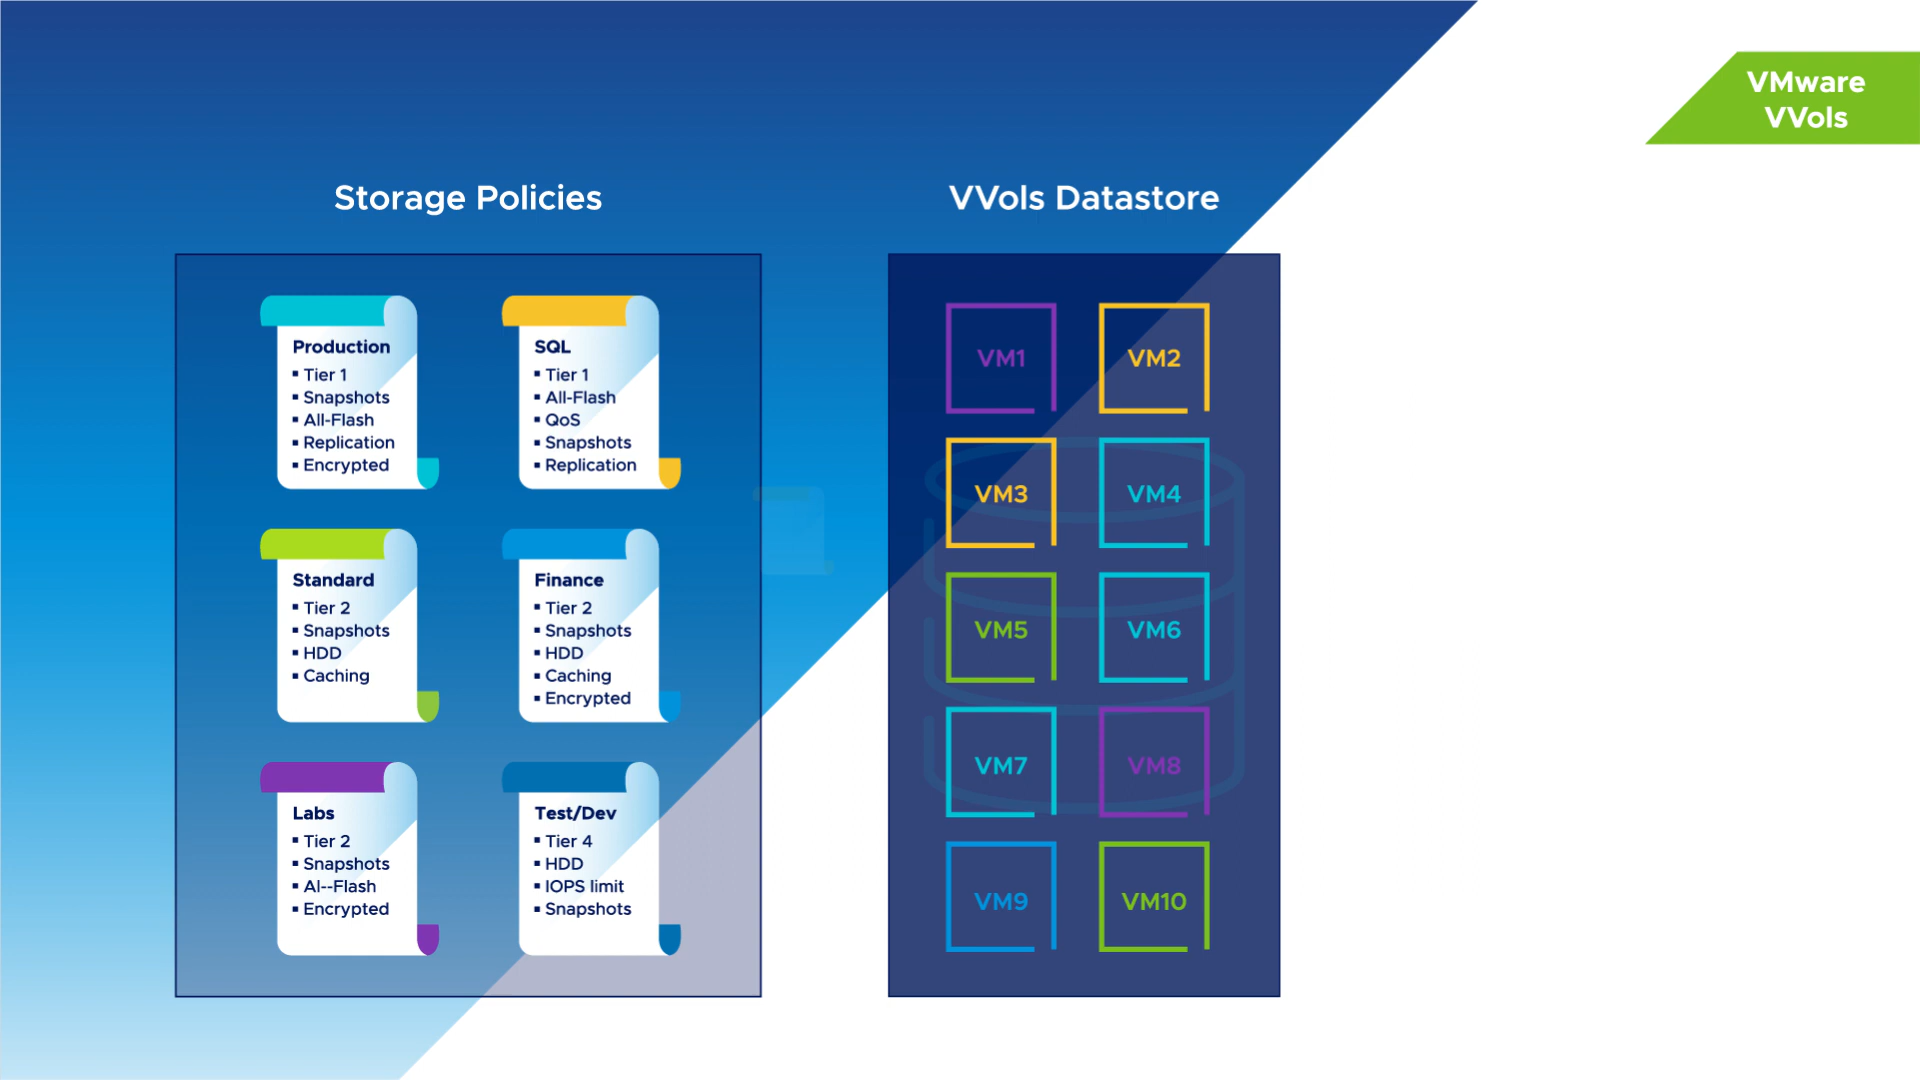 VMware
VVols
Storage Policies
VVols Datastore
Production
▪ Tier 1
▪ Snapshots
▪ All-Flash
▪ Replication
▪ Encrypted
SQL
▪ Tier 1
▪ All-Flash
▪ QoS
▪ Snapshots
▪ Replication
Standard
▪ Tier 2
▪ Snapshots
▪ HDD
▪ Caching
Finance
▪ Tier 2
▪ Snapshots
▪ HDD
▪ Caching
▪ Encrypted
Labs
▪ Tier 2
▪ Snapshots
▪ Al--Flash
▪ Encrypted
Test/Dev
▪ Tier 4
▪ HDD
▪ IOPS limit
▪ Snapshots
VM1
VM2
VM3
VM4
VM5
VM6
VM7
VM8
VM9
VM10